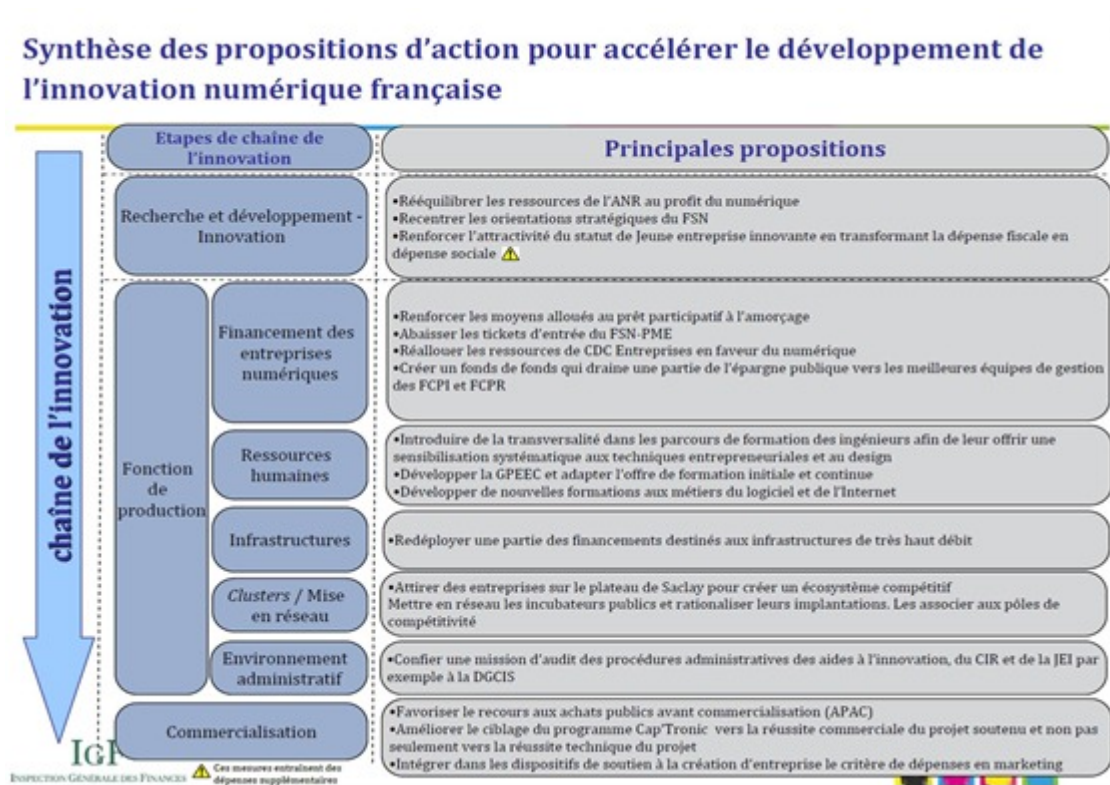 Synthèse des propositions d'action pour accélérer le développement de
l'innovation numérique française
Etapes de chaîne de
l'innovation
Principales propositions
chaîne de l'innovation
Recherche et développement -
Innovation
•Rééquilibrer les ressources de l'ANR au profit du numérique
•Recentrer les orientations stratégiques du FSN
•Renforcer l'attractivité du statut de Jeune entreprise innovante en transformant la dépense fiscale en
dépense sociale
Fonction
de
production
Financement des
entreprises
numériques
•Renforcer les moyens alloués au prêt participatif à l'amorçage
•Abaisser les tickets d'entrée du FSN-PME
•Réallouer les ressources de CDC Entreprises en faveur du numérique
•Créer un fonds de fonds qui draine une partie de l'épargne publique vers les meilleures équipes de gestion
des FCPI et FCPR
Ressources
humaines
•Introduire de la transversalité dans les parcours de formation des ingénieurs afin de leur offrir une
sensibilisation systématique aux techniques entrepreneuriales et au design
•Développer la GPEEC et adapter l'offre de formation initiale et continue
•Développer de nouvelles formations aux métiers du logiciel et de l'Internet
Infrastructures
•Redéployer une partie des financements destinés aux infrastructures de très haut débit
Clusters / Mise
en réseau
•Attirer des entreprises sur le plateau de Saclay pour créer un écosystème compétitif
Mettre en réseau les incubateurs publics et rationaliser leurs implantations. Les associer aux pôles de
compétitivité
Environnement
administratif
•Confier une mission d'audit des procédures administratives des aides à l'innovation, du CIR et de la JEI par
exemple à la DGCIS
Commercialisation
•Favoriser le recours aux achats publics avant commercialisation (APAC)
•Améliorer le ciblage du programme Cap'Tronic vers la réussite commerciale du projet soutenu et non pas
seulement vers la réussite technique du projet
•Intégrer dans les dispositifs de soutien à la création d'entreprise le critère de dépenses en marketing
IGF
INSPECTION GÉNÉRALE DES FINANCES
Ces mesures entraînent des
dépenses supplémentaires